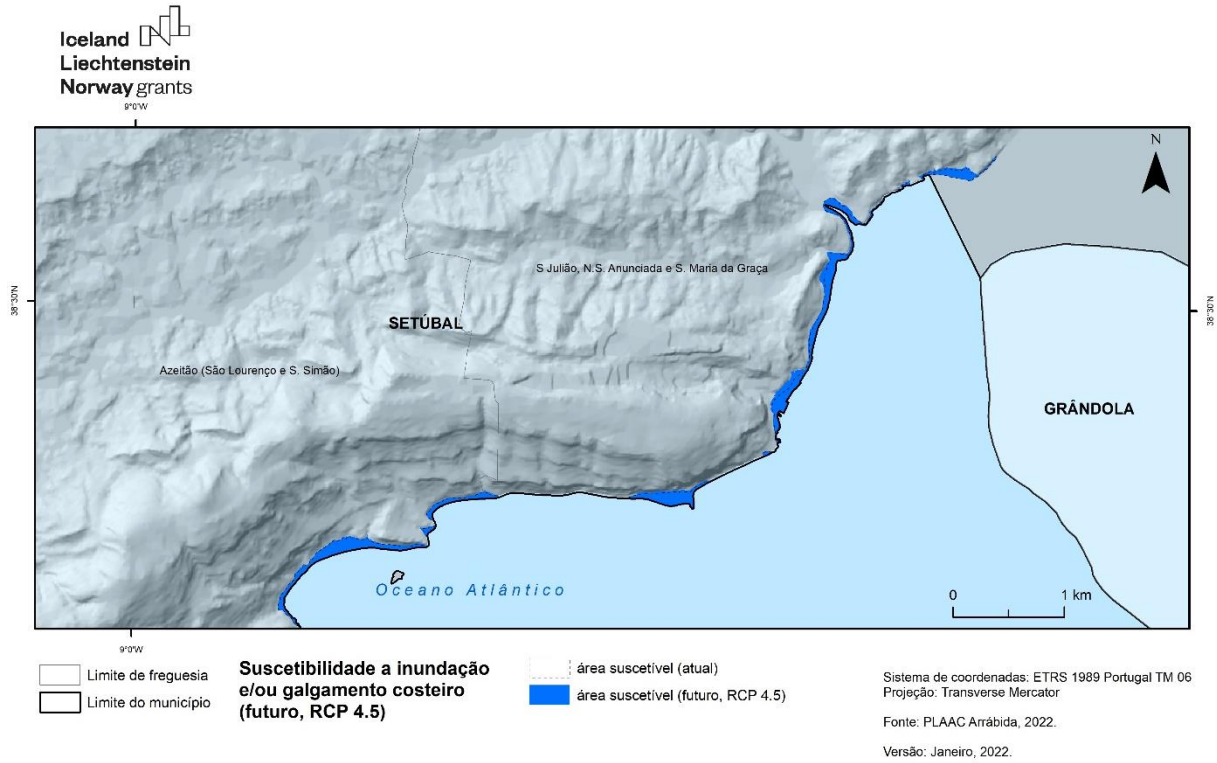 Iceland
Liechtenstein
Norway grants
9°0'W
N
S Julião, N.S. Anunciada e S. Maria da Graça
38°30'N
38°30'N
SETÚBAL
Azeitão (São Lourenço e S. Simão)
GRÂNDOLA
Oceano Atlântico
0 1 km
9°0'W
Limite de freguesia
Limite do município
Suscetibilidade a inundação
e/ou galgamento costeiro
(futuro, RCP 4.5)
área suscetível (atual)
área suscetível (futuro, RCP 4.5)
Sistema de coordenadas: ETRS 1989 Portugal TM 06
Projeção: Transverse Mercator
Fonte: PLAAC Arrábida, 2022.
Versão: Janeiro, 2022.